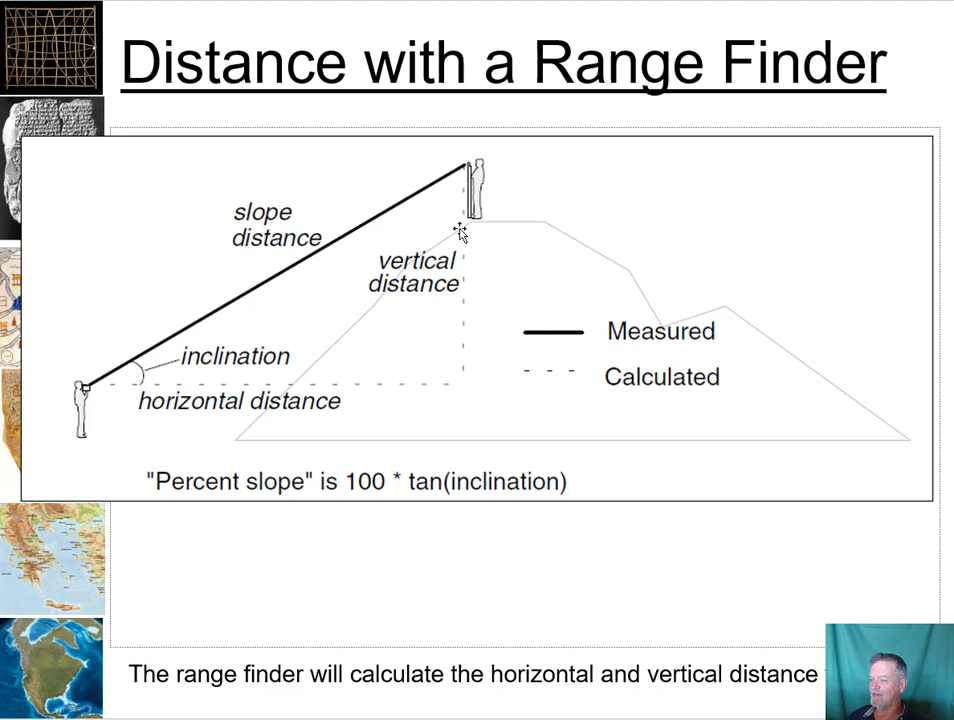 Distance with a Range Finder
slope
distance
vertical
distance
inclination
horizontal distance
Measured
Calculated
"Percent slope" is 100 * tan(inclination)
The range finder will calculate the horizontal and vertical distance